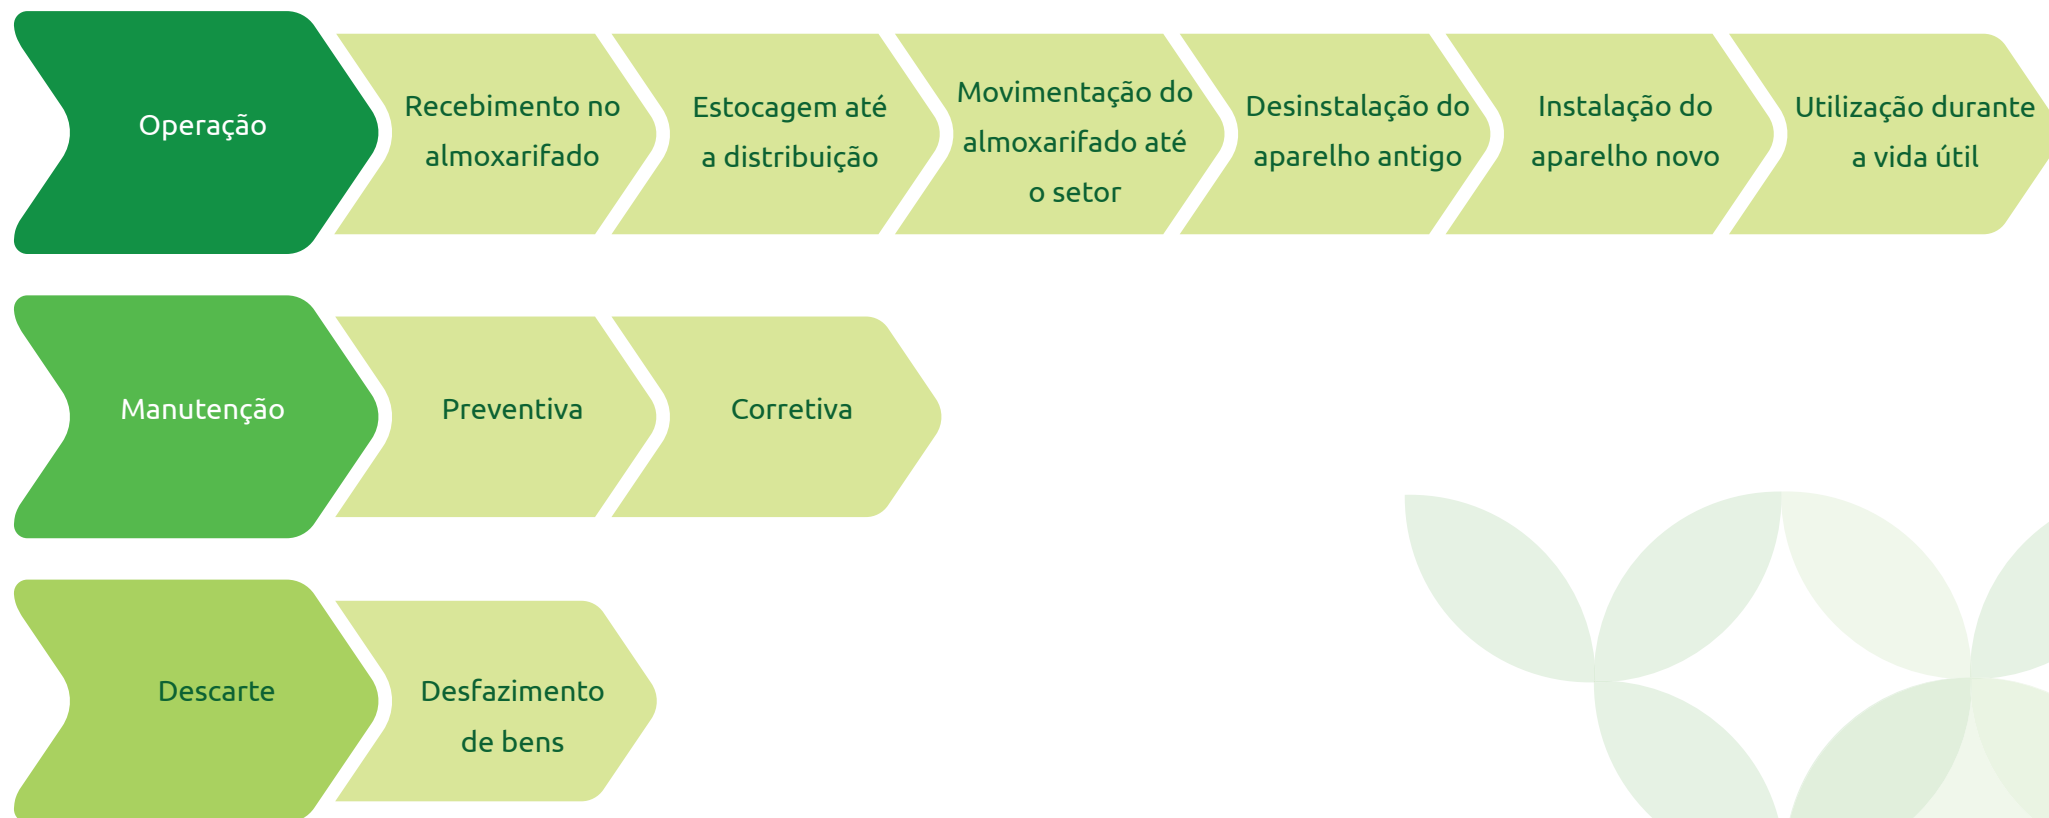 Operação
Recebimento no
almoxarifado
Estocagem até
a distribuição
Movimentação do
almoxarifado até
o setor
Desinstalação do
aparelho antigo
Instalação do
aparelho novo
Utilização durante
a vida útil
Manutenção
Preventiva
Corretiva
Descarte
Desfazimento
de bens